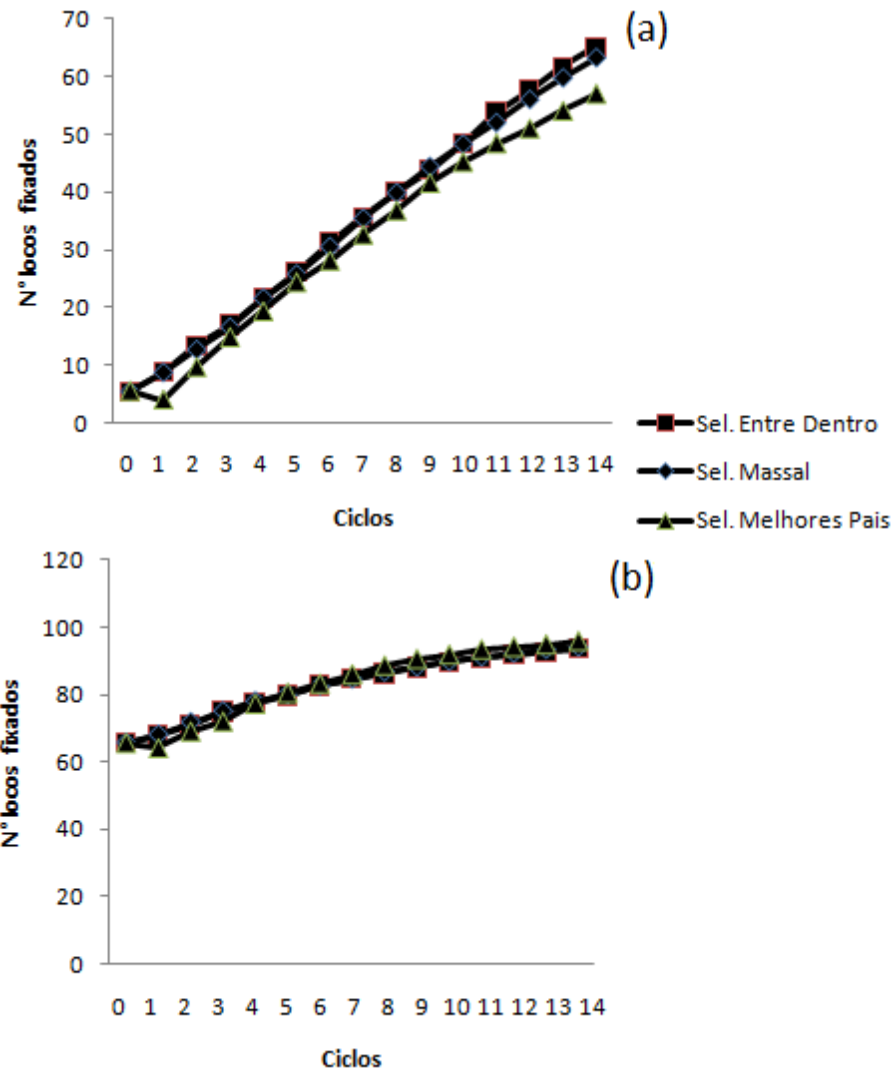 (a)
70
60
50
40
30
20
10
0
N° locos fixados
0 1 2 3 4 5 6 7 8 9 10 11 12 13 14
Ciclos
Sel. Entre Dentro
Sel. Massal
Sel. Melhores Pais
(b)
120
100
80
60
40
20
0
N° locos fixados
0 1 2 3 4 5 6 7 8 9 10 11 12 13 14
Ciclos